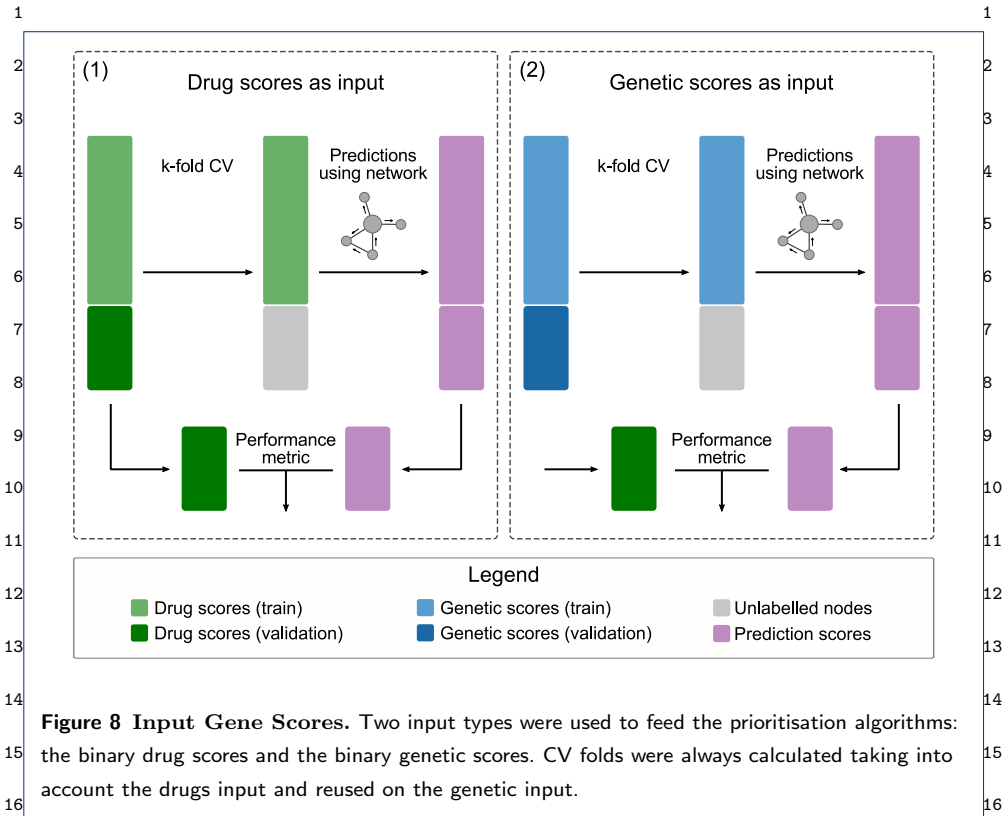 1 1
2 2
3 3
4 4
5 5
6 6
7 7
8 8
9 9
10 10
11 11
12 12
13 13
14 14
15 15
16 16
(1)
Drug scores as input
k-fold CV
Predictions
using network
Performance
metric
(2)
Genetic scores as input
k-fold CV
Predictions
using network
Performance
metric
Legend
Drug scores (train)
Genetic scores (train)
Unlabelled nodes
Drug scores (validation)
Genetic scores (validation)
Prediction scores
Figure 8 Input Gene Scores. Two input types were used to feed the prioritisation algorithms:
the binary drug scores and the binary genetic scores. CV folds were always calculated taking into
account the drugs input and reused on the genetic input.